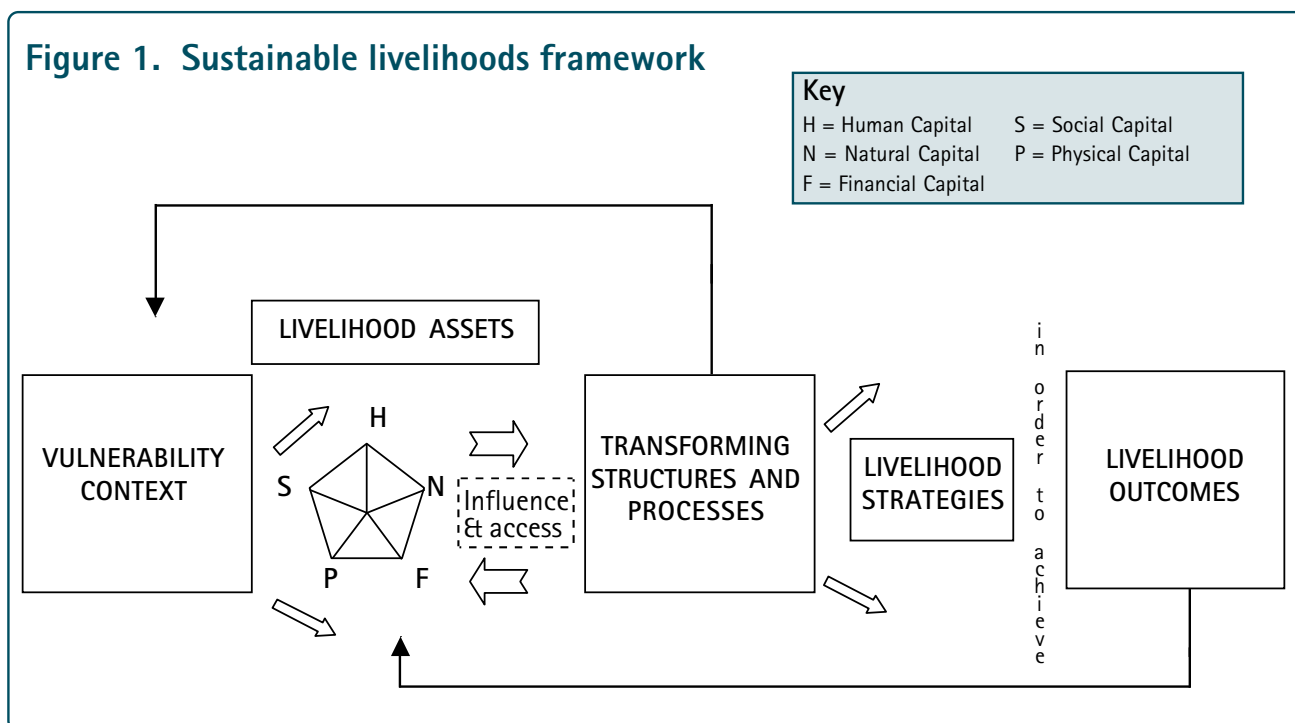 Figure 1. Sustainable livelihoods framework
Key
H = Human Capital S = Social Capital
N = Natural Capital P = Physical Capital
F = Financial Capital
LIVELIHOOD ASSETS
VULNERABILITY
CONTEXT
H
S
N
P
F
Influence
& access
TRANSFORMING
STRUCTURES AND
PROCESSES
LIVELIHOOD
STRATEGIES
in order to achieve
LIVELIHOOD
OUTCOMES